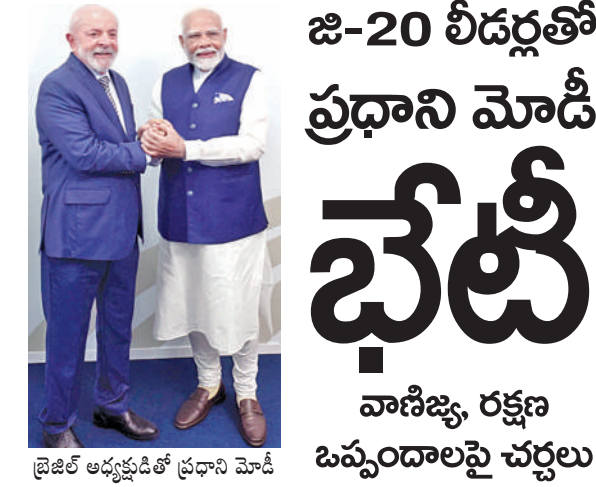 జి-20 లీడర్లతో
ప్రధాని మోడీ
భేటీ
వాణిజ్య, రక్షణ
ఒప్పందాలపై చర్చలు
బ్రెజిల్ అధ్యక్షుడితో ప్రధాని మోడీ